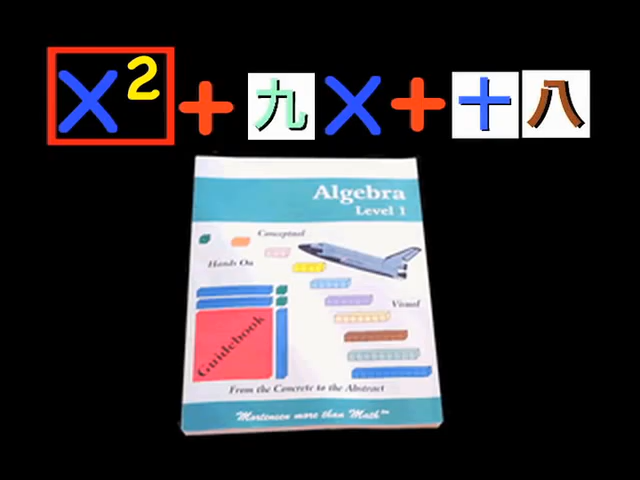 x² + 九 x + 十 八
Algebra
Level 1
Conceptual
Hands On
Visual
Guidebook
From the Concrete to the Abstract
Mortensen more than Math™